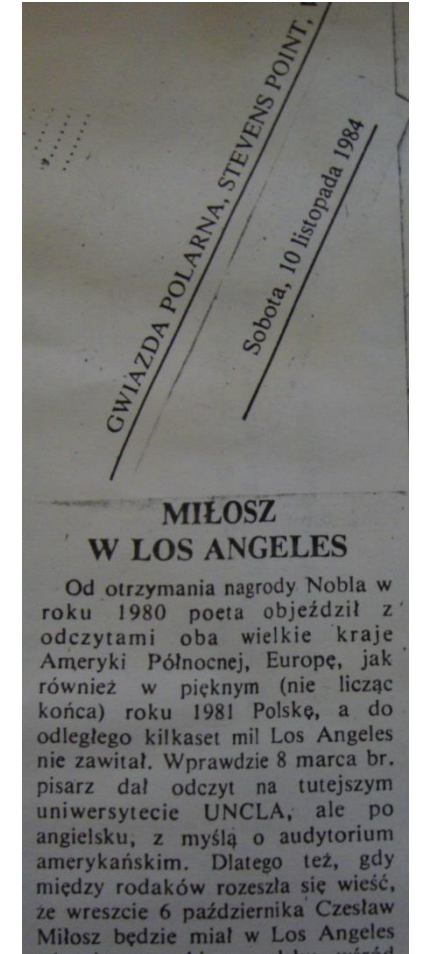 GWIAZDA POLARNA, STEVENS POINT,
Sobota, 10 listopada 1984
MIŁOSZ
W LOS ANGELES
Od otrzymania nagrody Nobla w
roku 1980 poeta objeździł z
odczytami oba wielkie kraje
Ameryki Północnej, Europę, jak
również w pięknym (nie licząc
końca) roku 1981 Polskę, a do
odległego kilkaset mil Los Angeles
nie zawitał. Wprawdzie 8 marca br.
pisarz dał odczyt na tutejszym
uniwersytecie UNCLA, ale po
angielsku, z myślą o audytorium
amerykańskim. Dlatego też, gdy
między rodaków rozeszła się wieść,
że wreszcie 6 października Czesław
Miłosz będzie miał w Los Angeles